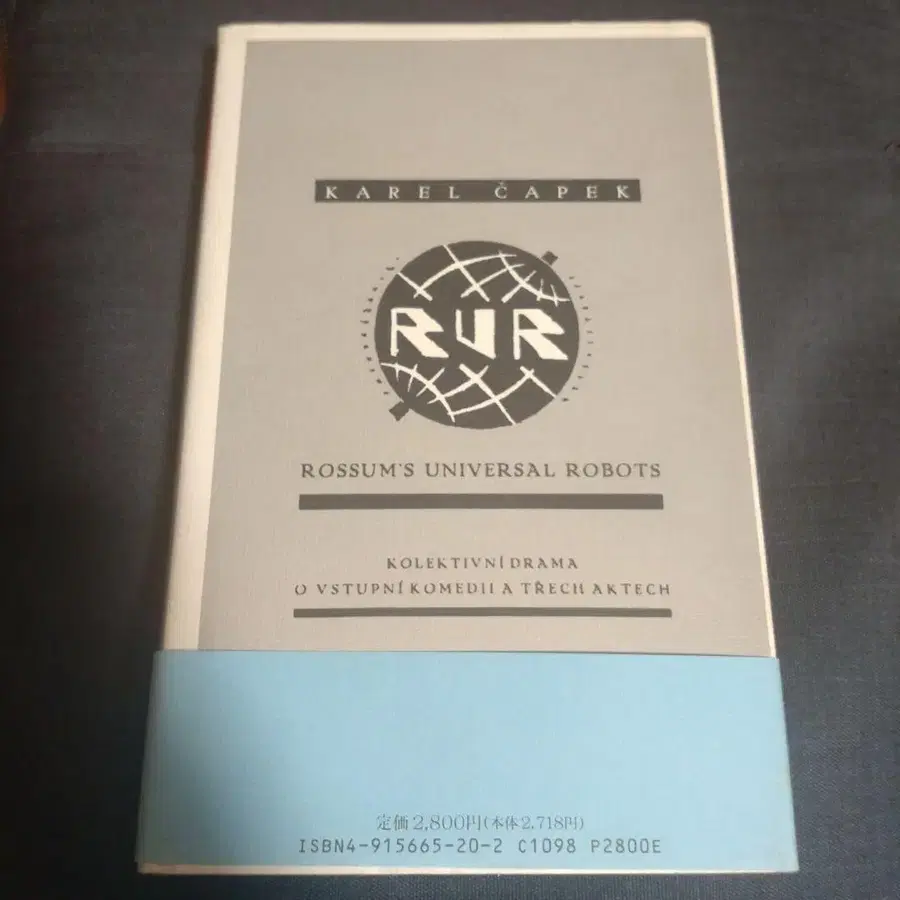 KAREL ČAPEK
RUR
ROSSUM'S UNIVERSAL ROBOTS
KOLEKTIVNÍ DRAMA
O VSTUPNÍ KOMEDII A TŘECH AKTECH
定価2,800円(本体2,718円)
ISBN4-915665-20-2 C1098 P2800E